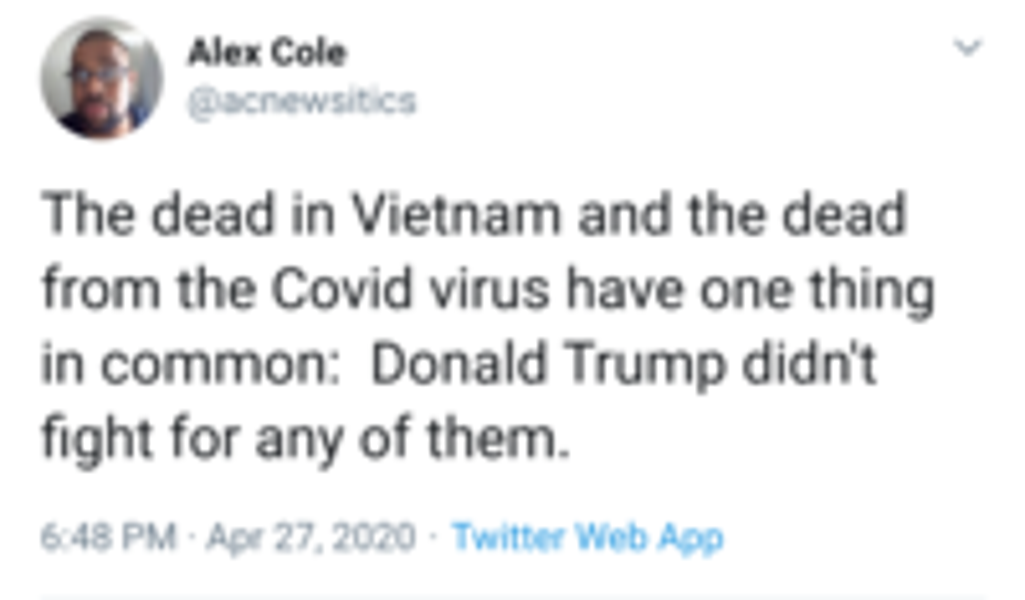 Alex Cole
@acnewsitics
The dead in Vietnam and the dead
from the Covid virus have one thing
in common:  Donald Trump didn't
fight for any of them.
6:48 PM · Apr 27, 2020 · Twitter Web App